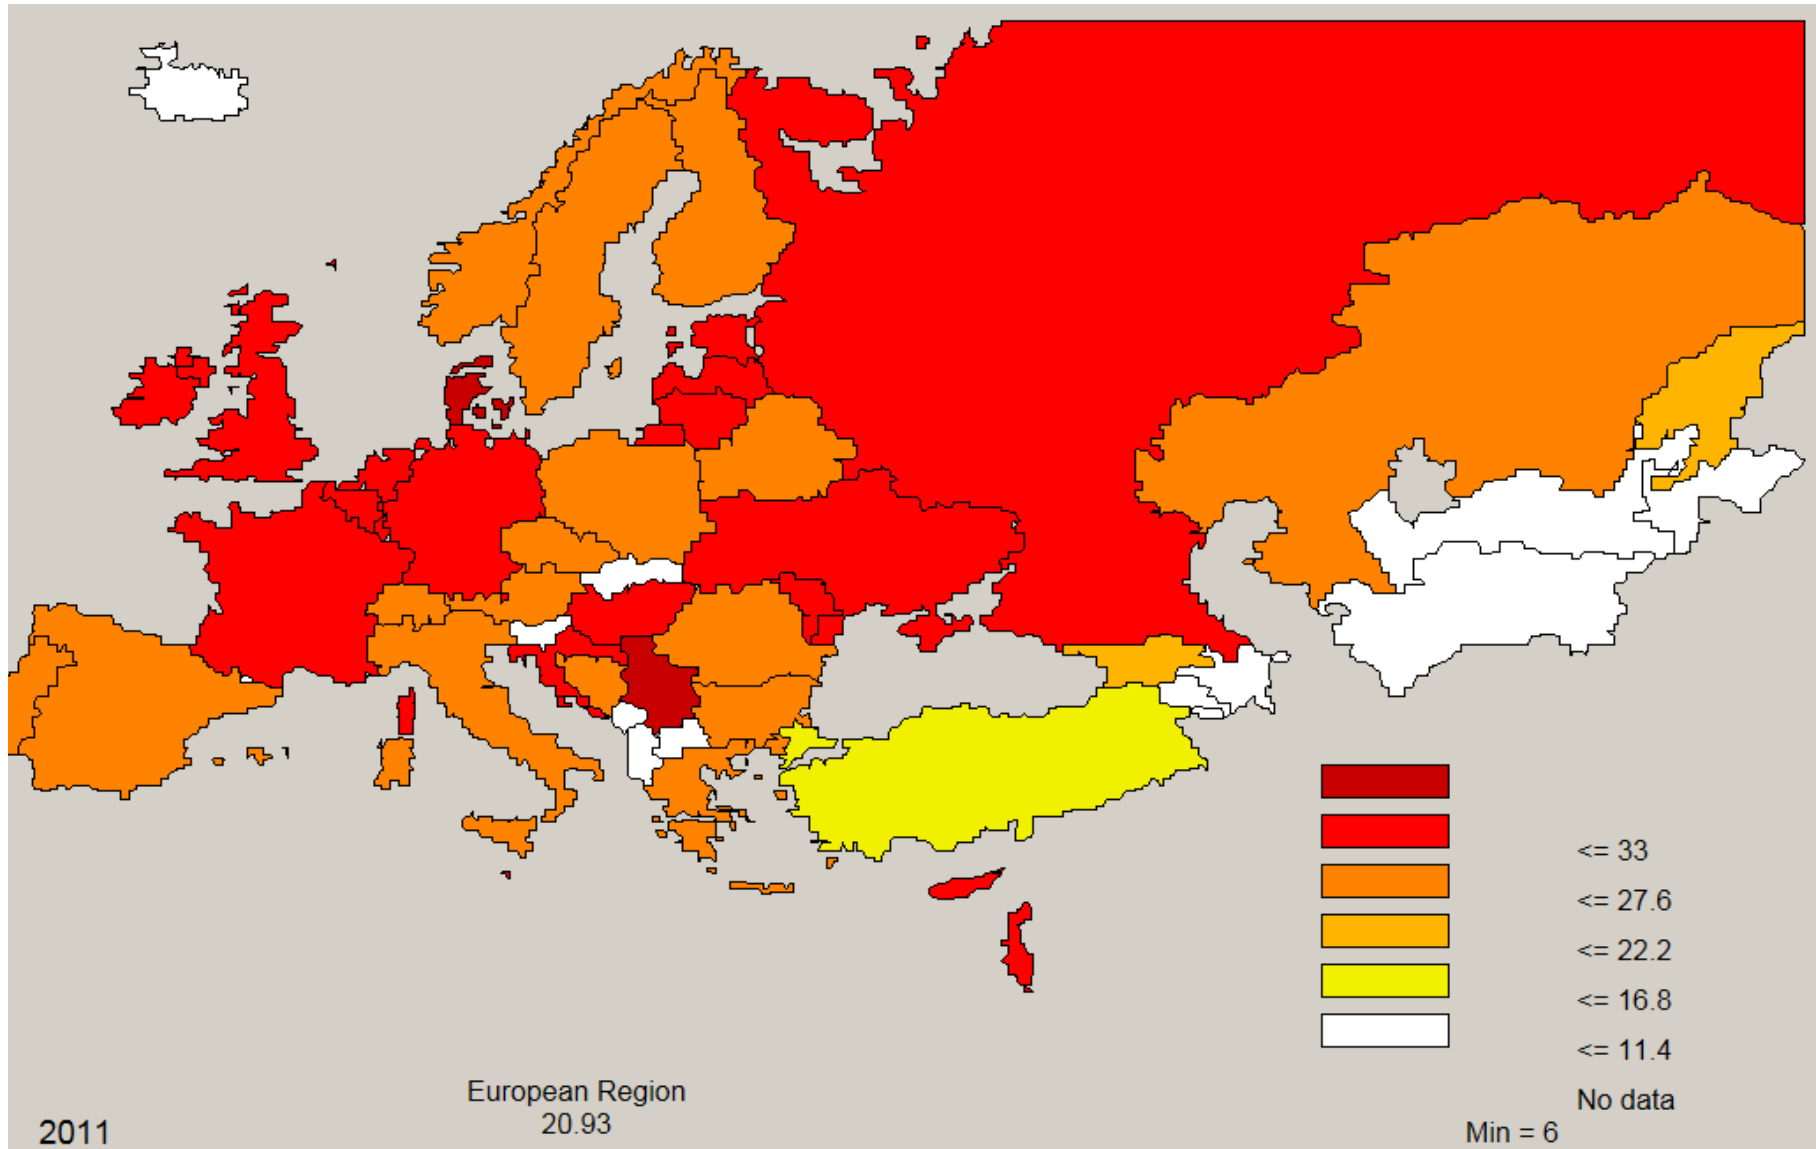 <= 33
<= 27.6
<= 22.2
<= 16.8
<= 11.4
No data
European Region
20.93
2011
Min = 6